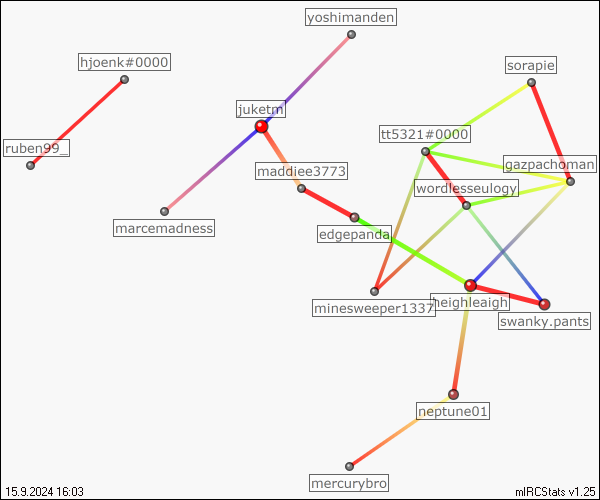 yoshimanden
hjoenk#0000
sorapie
juketm
tt5321#0000
ruben99_
gazpachoman
maddiee3773
wordlesseulogy
marcemadness
edgepanda
minesweeper1337
heighleaigh
swanky.pants
neptune01
mercurybro
15.9.2024 16:03
mIRCStats v1.25